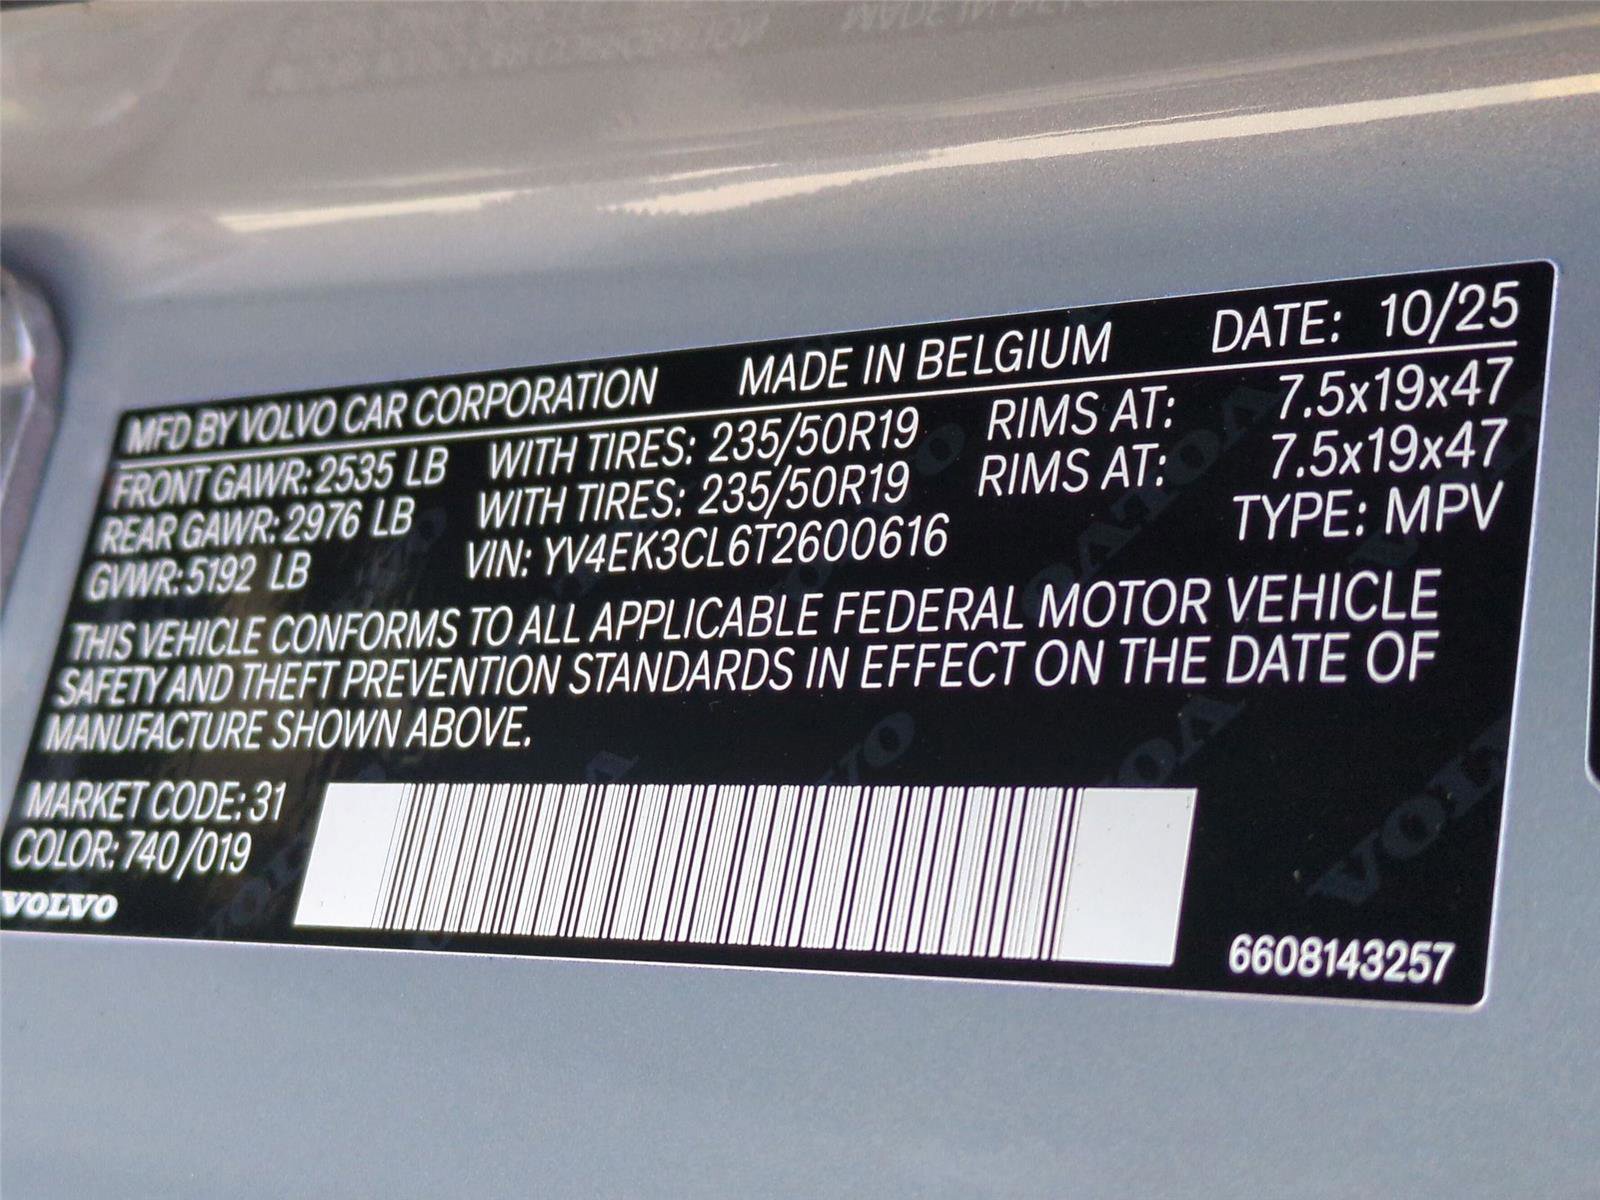 MFD BY VOLVO CAR CORPORATION MADE IN BELGIUM DATE: 10/25
FRONT GAWR: 2535 LB WITH TIRES: 235/50R19 RIMS AT: 7.5x19x47
REAR GAWR: 2976 LB WITH TIRES: 235/50R19 RIMS AT: 7.5x19x47
GVWR: 5192 LB VIN: YV4EK3CL6T2600616 TYPE: MPV
THIS VEHICLE CONFORMS TO ALL APPLICABLE FEDERAL MOTOR VEHICLE
SAFETY AND THEFT PREVENTION STANDARDS IN EFFECT ON THE DATE OF
MANUFACTURE SHOWN ABOVE.
MARKET CODE: 31
COLOR: 740/019
VOLVO
6608143257